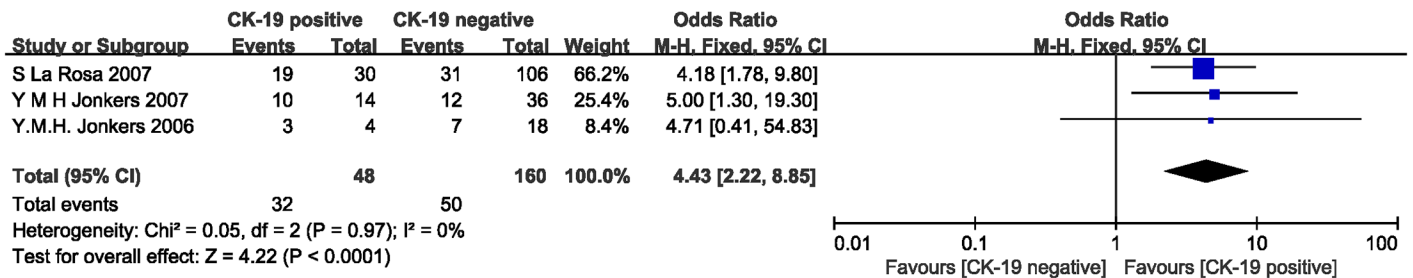 CK-19 positive CK-19 negative Odds Ratio Odds Ratio
Study or Subgroup Events Total Events Total Weight M-H. Fixed. 95% CI M-H. Fixed. 95% CI
S La Rosa 2007 19 30 31 106 66.2% 4.18 [1.78, 9.80]
Y M H Jonkers 2007 10 14 12 36 25.4% 5.00 [1.30, 19.30]
Y.M.H. Jonkers 2006 3 4 7 18 8.4% 4.71 [0.41, 54.83]
Total (95% CI) 48 160 100.0% 4.43 [2.22, 8.85]
Total events 32 50
Heterogeneity: Chi² = 0.05, df = 2 (P = 0.97); I² = 0%
Test for overall effect: Z = 4.22 (P < 0.0001)
0.01 0.1 1 10 100
Favours [CK-19 negative] Favours [CK-19 positive]